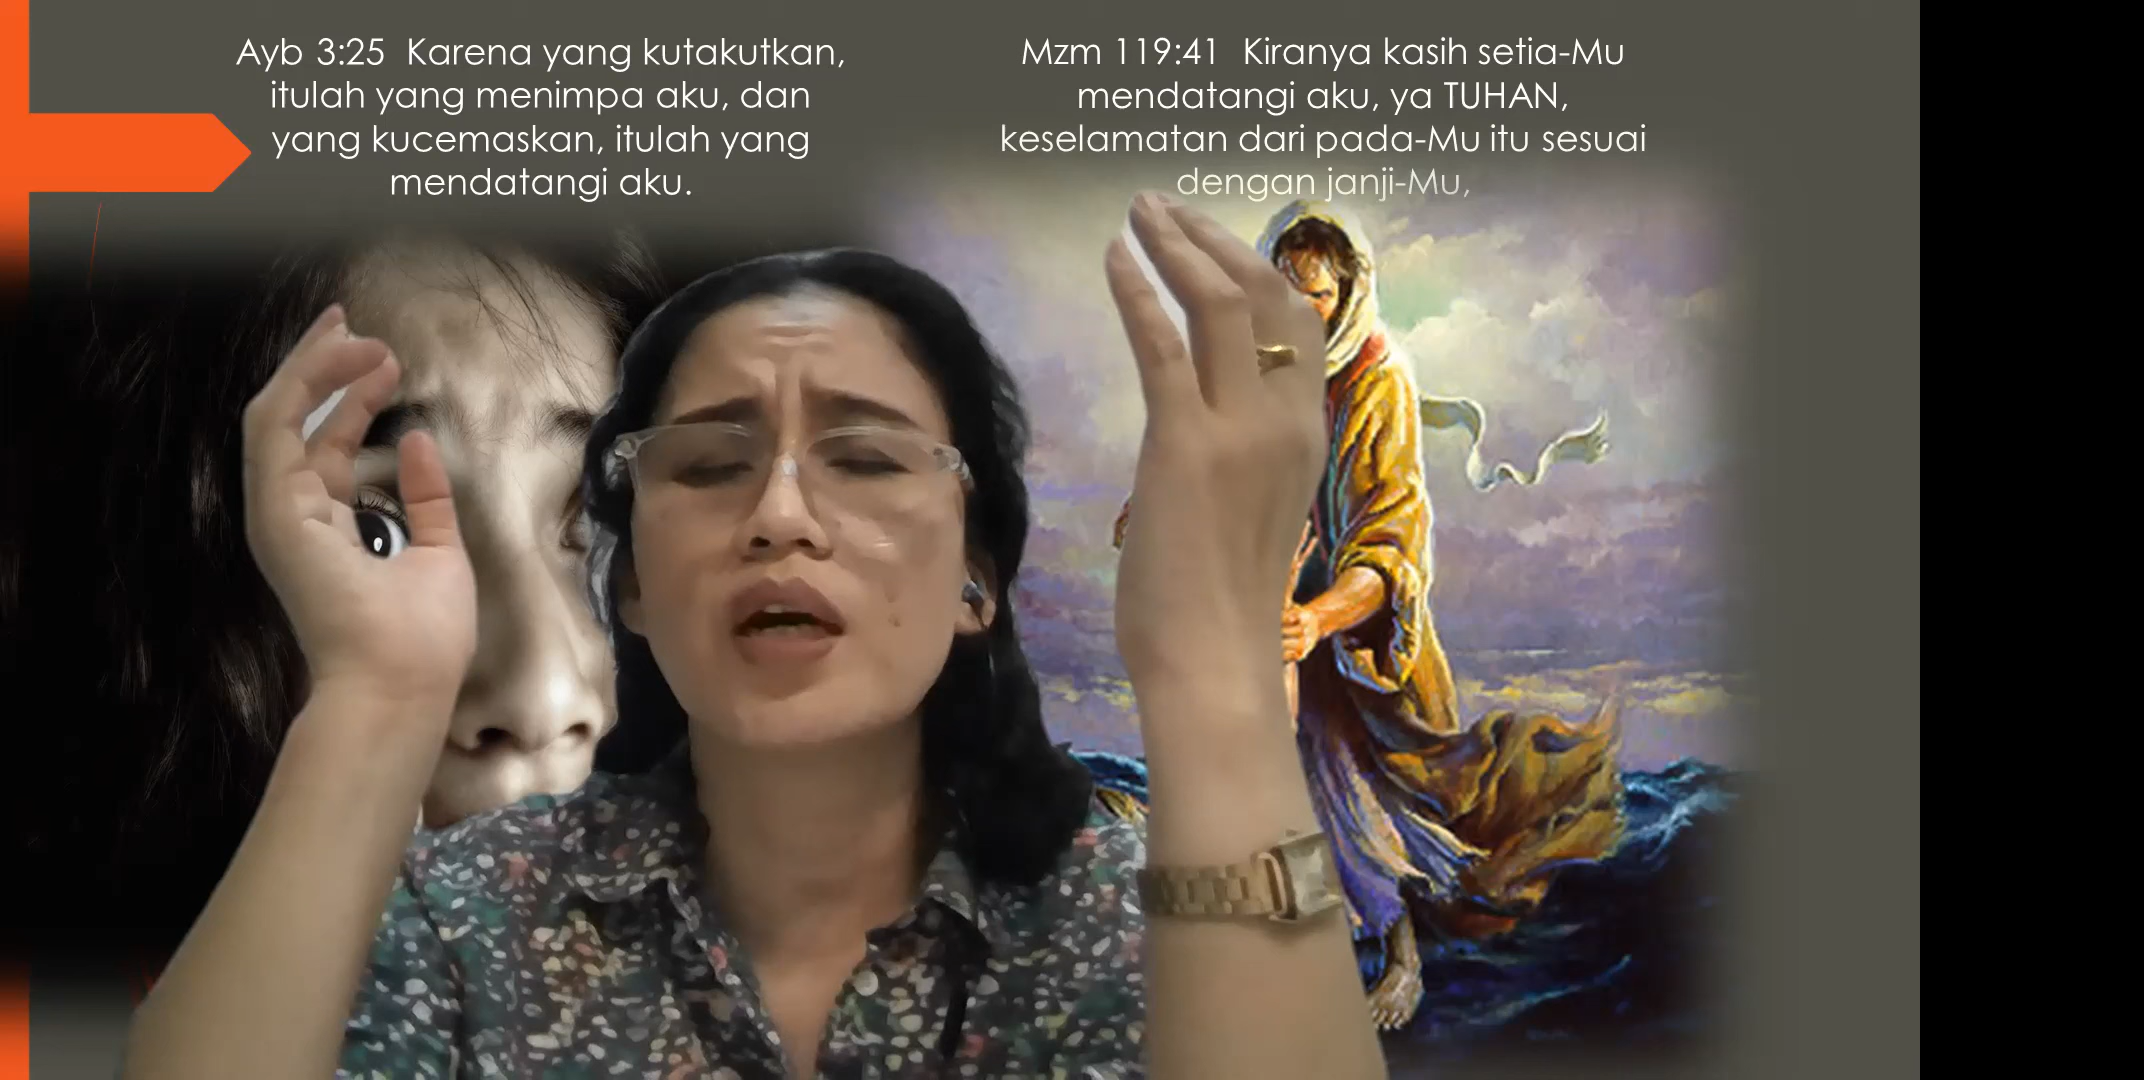 Ayb 3:25  Karena yang kutakutkan,
itulah yang menimpa aku, dan
yang kucemaskan, itulah yang
mendatangi aku.
Mzm 119:41  Kiranya kasih setia-Mu
mendatangi aku, ya TUHAN,
keselamatan dari pada-Mu itu sesuai
dengan janji-Mu,